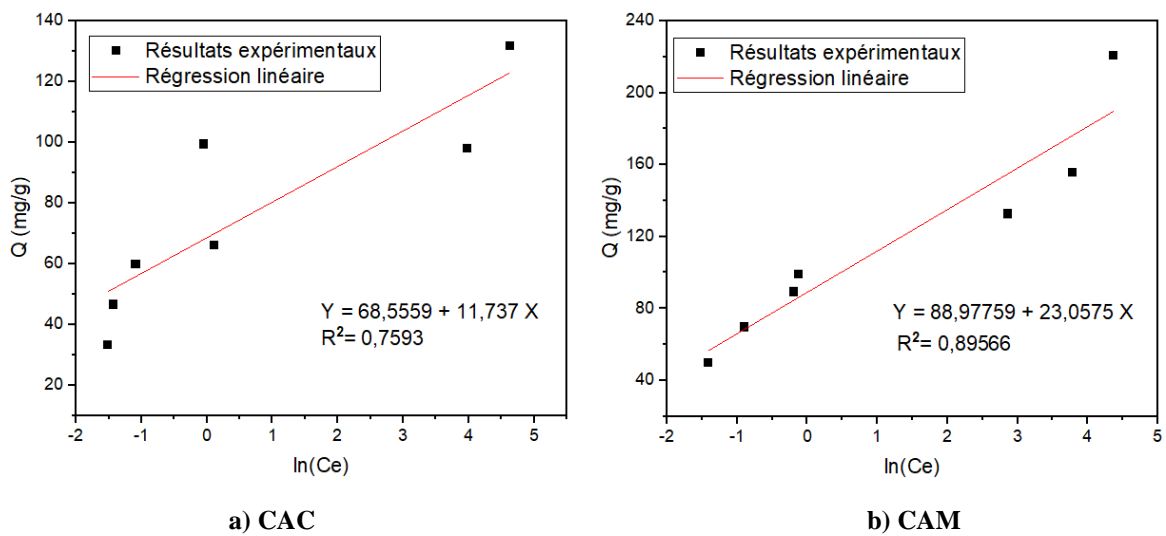 140
120
100
80
60
40
20
Q (mg/g)
Résultats expérimentaux
Régression linéaire
Y = 68,5559 + 11,737 X
R²= 0,7593
-2 -1 0 1 2 3 4 5
ln(Ce)
a) CAC
240
220
200
160
120
80
40
Q (mg/g)
Résultats expérimentaux
Régression linéaire
Y = 88,97759 + 23,0575 X
R²= 0,89566
-2 -1 0 1 2 3 4 5
ln(Ce)
b) CAM